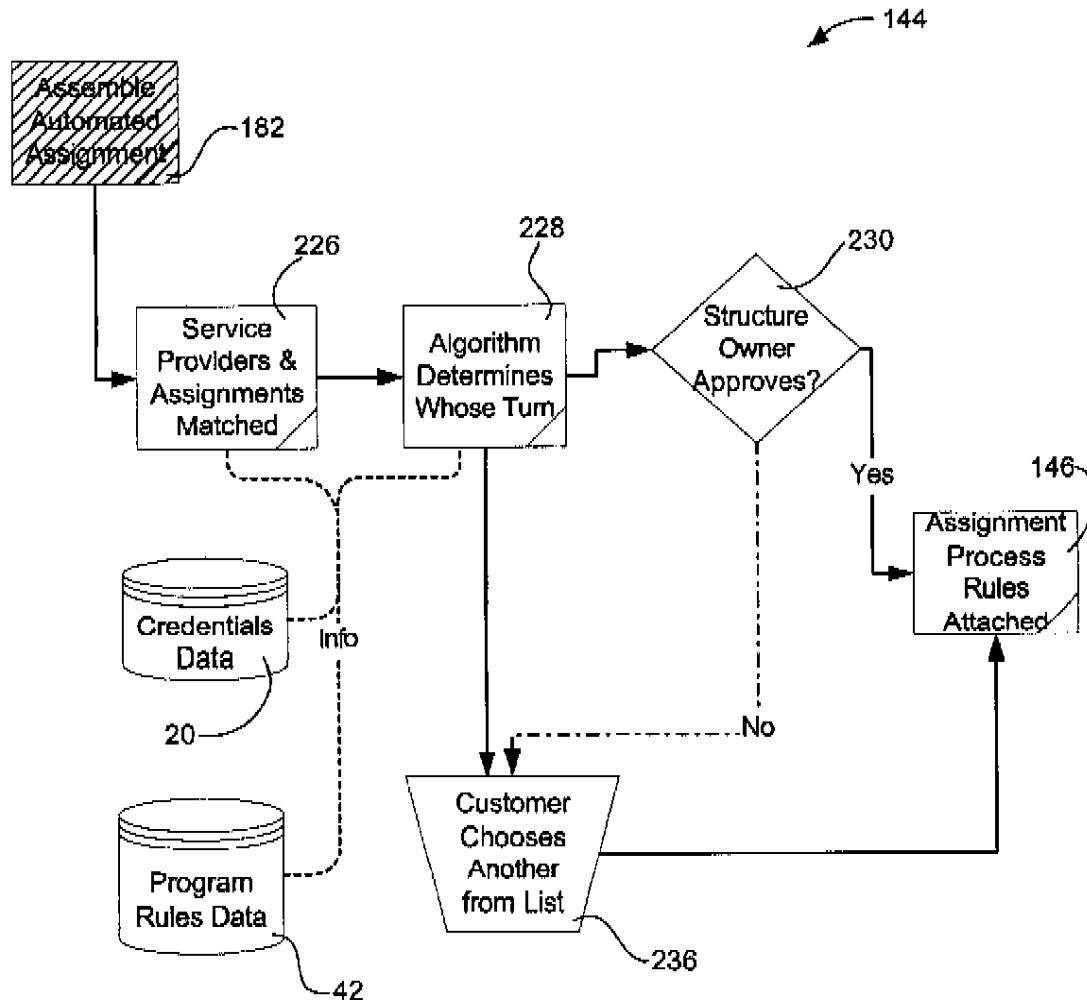 144
Assemble
Automated
Assignment
182
226
228
230
Service
Providers &
Assignments
Matched
Algorithm
Determines
Whose Turn
Structure
Owner
Approves?
Yes
146
Assignment
Process
Rules
Attached
Credentials
Data
Info
20
No
Customer
Chooses
Another
from List
Program
Rules Data
236
42